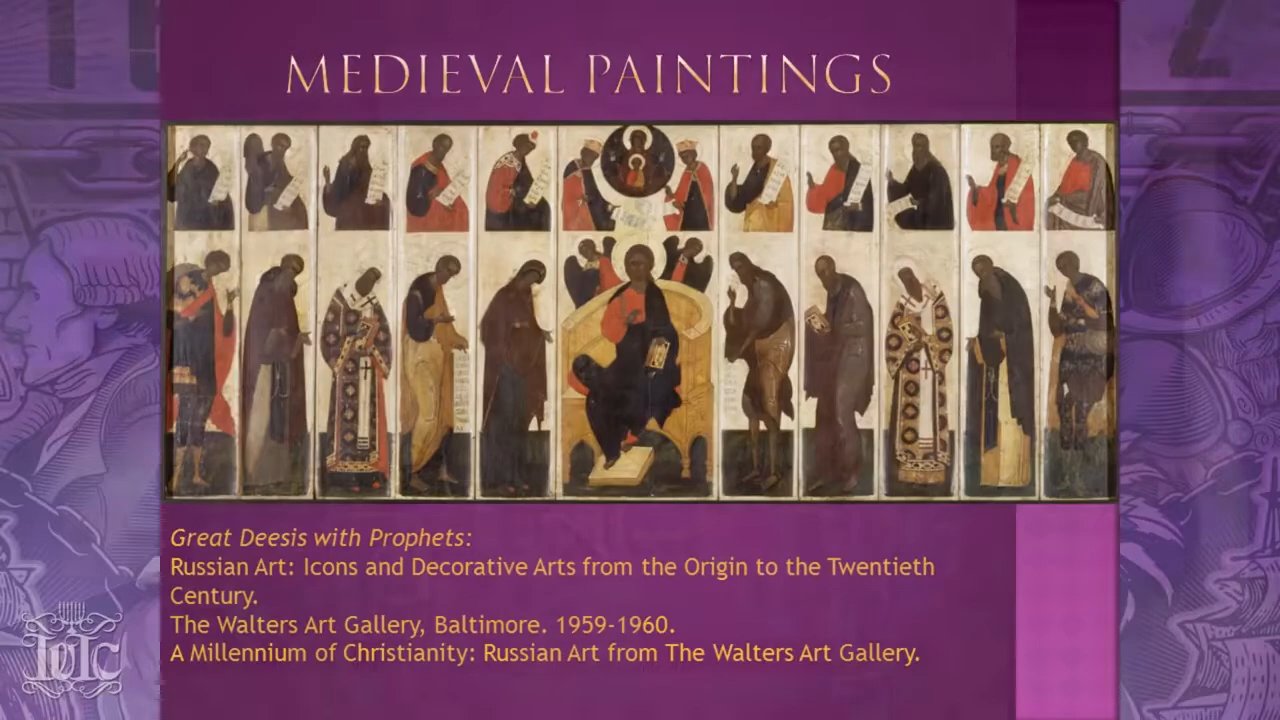 MEDIEVAL PAINTINGS
Great Deesis with Prophets:
Russian Art: Icons and Decorative Arts from the Origin to the Twentieth
Century.
The Walters Art Gallery, Baltimore. 1959-1960.
A Millennium of Christianity: Russian Art from The Walters Art Gallery.